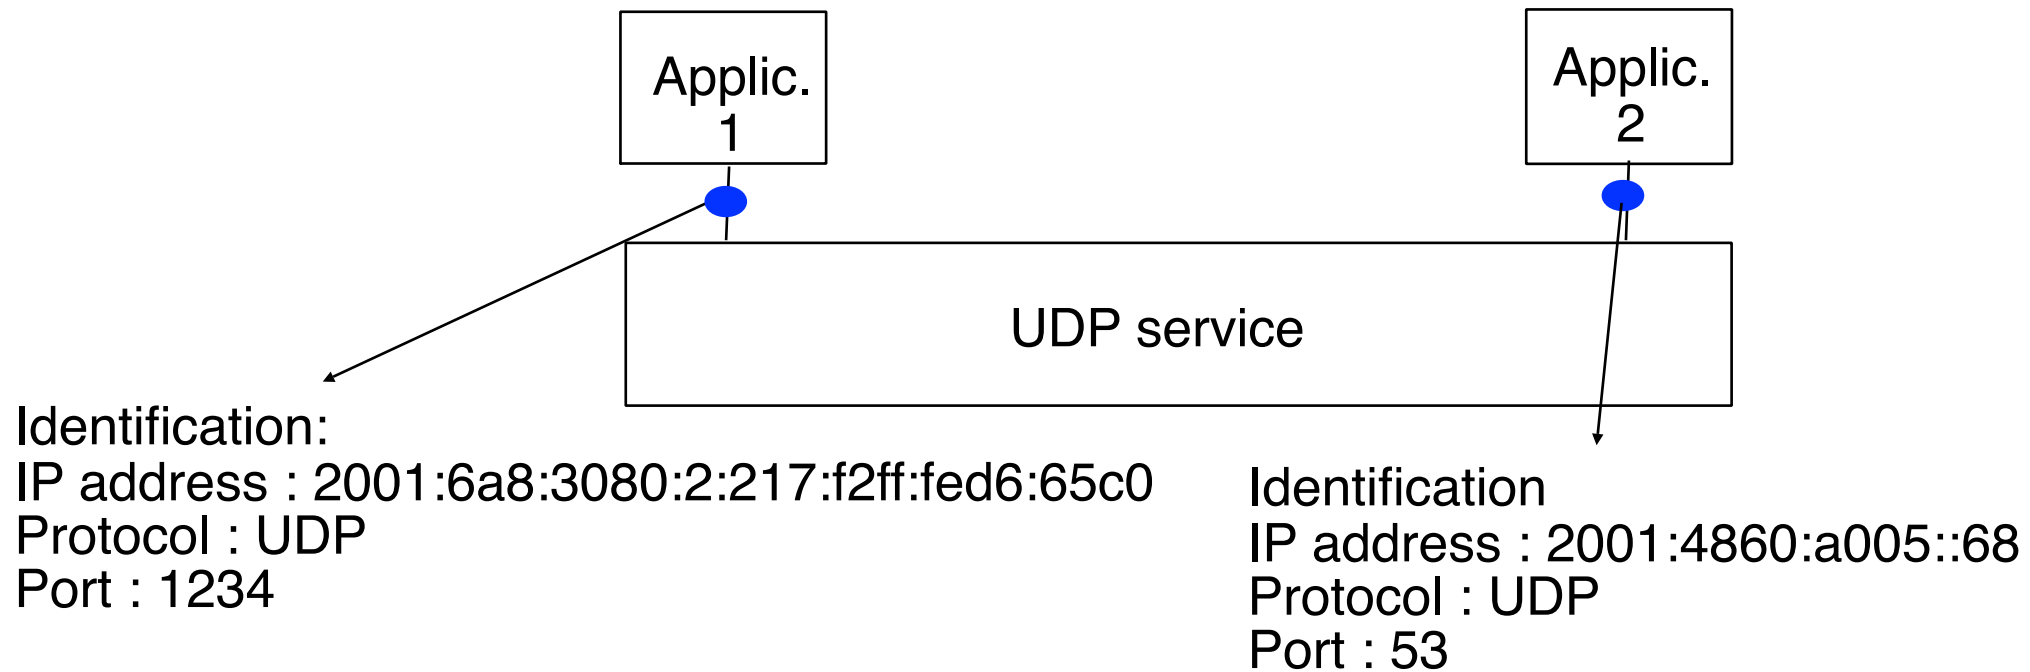 Applic.
1
Applic.
2
UDP service
Identification:
IP address : 2001:6a8:3080:2:217:f2ff:fed6:65c0
Protocol : UDP
Port : 1234
Identification
IP address : 2001:4860:a005::68
Protocol : UDP
Port : 53